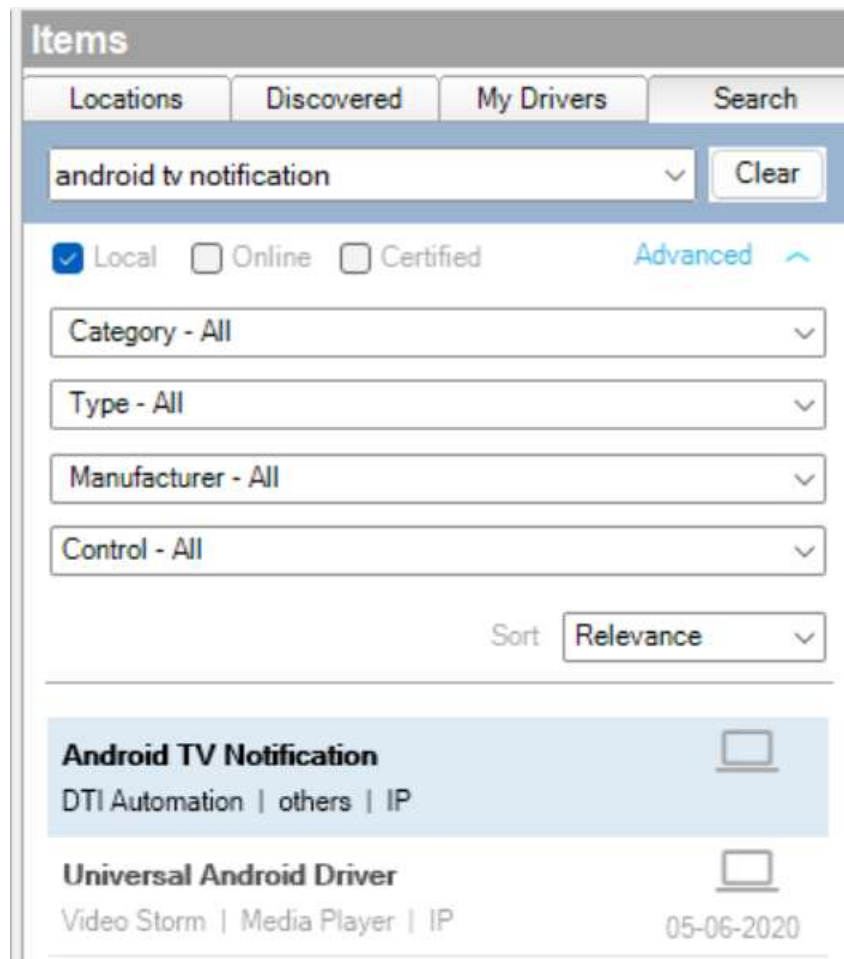 Items
Locations Discovered My Drivers Search
android tv notification Clear
Local Online Certified Advanced
Category - All
Type - All
Manufacturer - All
Control - All
Sort Relevance
Android TV Notification
DTI Automation | others | IP
Universal Android Driver
Video Storm | Media Player | IP 05-06-2020